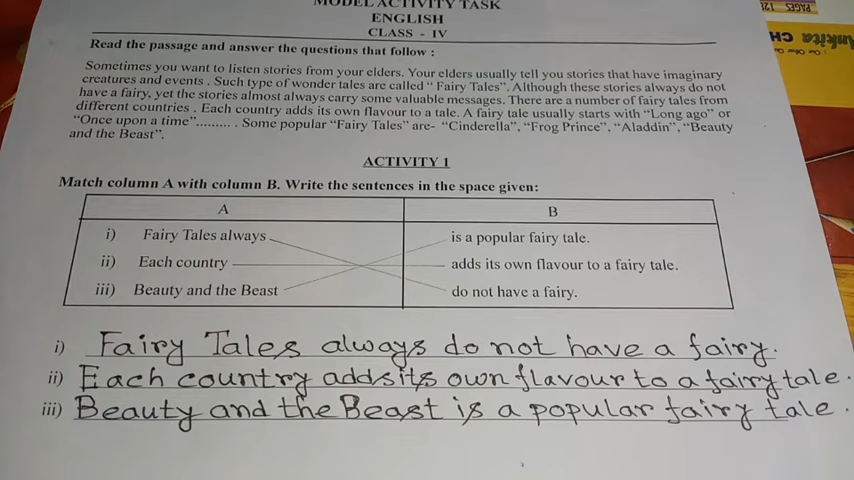 MODEL ACTIVITY TASK
ENGLISH
CLASS - IV
Read the passage and answer the questions that follow :
Sometimes you want to listen stories from your elders. Your elders usually tell you stories that have imaginary
creatures and events . Such type of wonder tales are called “ Fairy Tales”. Although these stories always do not
have a fairy, yet the stories almost always carry some valuable messages. There are a number of fairy tales from
different countries . Each country adds its own flavour to a tale. A fairy tale usually starts with “Long ago” or
“Once upon a time”......... . Some popular “Fairy Tales” are- “Cinderella”, “Frog Prince”, “Aladdin”, “Beauty
and the Beast”.
ACTIVITY 1
Match column A with column B. Write the sentences in the space given:
A B
i) Fairy Tales always is a popular fairy tale.
ii) Each country adds its own flavour to a fairy tale.
iii) Beauty and the Beast do not have a fairy.
i) Fairy Tales always do not have a fairy.
ii) Each country adds its own flavour to a fairy tale.
iii) Beauty and the Beast is a popular fairy tale.
PAGES
Ankita CH